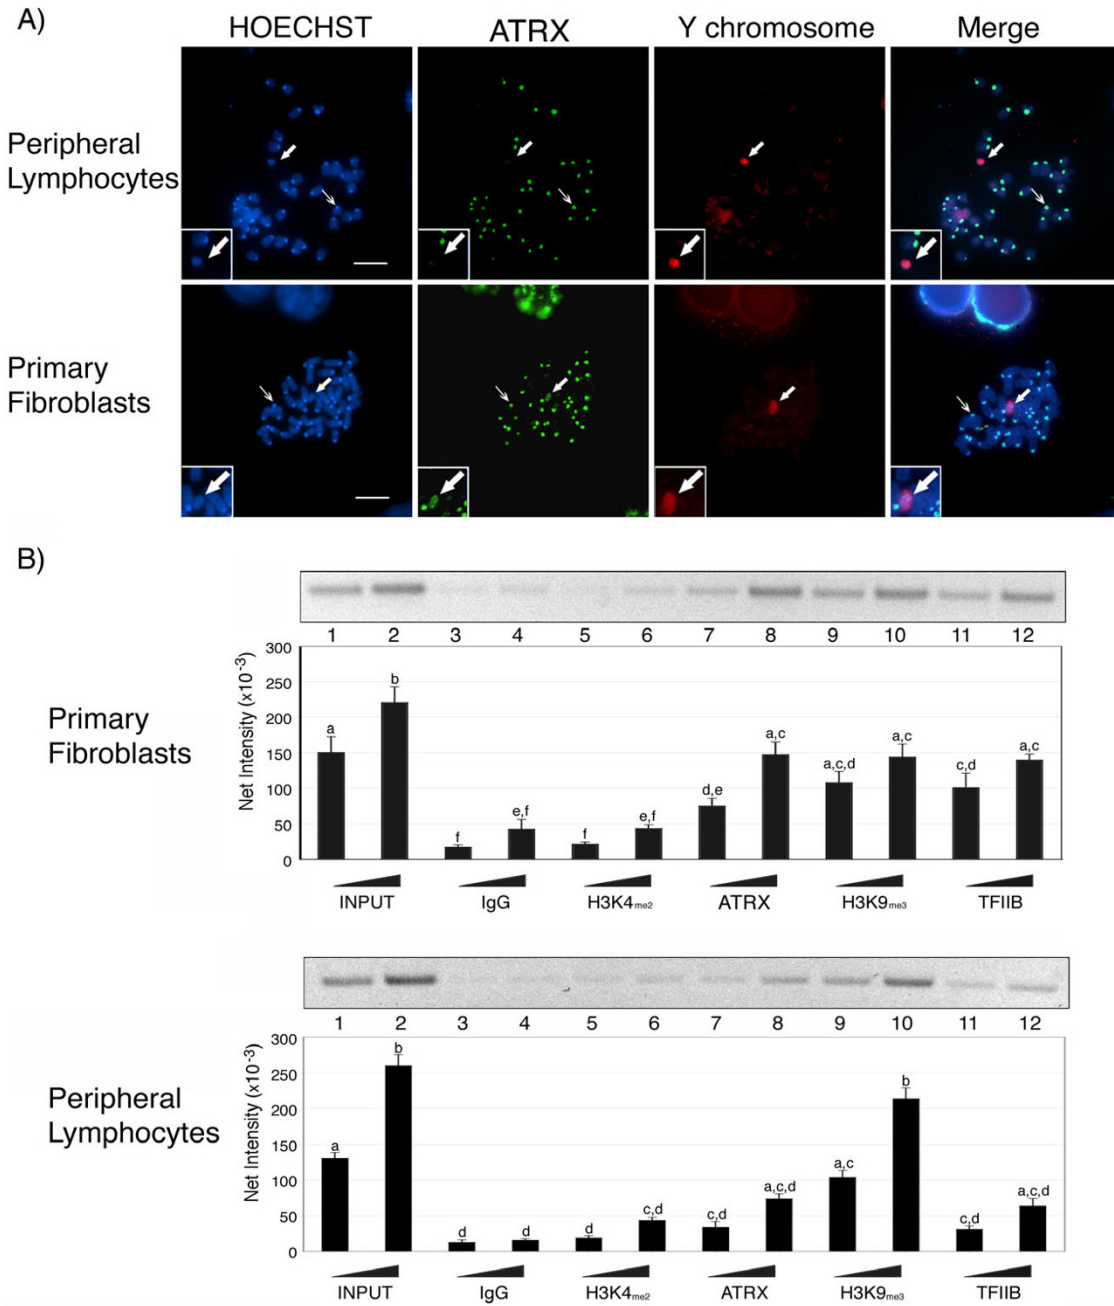 A)
HOECHST ATRX Y chromosome Merge
Peripheral
Lymphocytes
Primary
Fibroblasts
B)
1 2 3 4 5 6 7 8 9 10 11 12
Primary
Fibroblasts
Net Intensity (x10⁻³)
300
250
200
150
100
50
0
a b f e,f f e,f d,e a,c a,c,d a,c c,d a,c
INPUT IgG H3K4me2 ATRX H3K9me3 TFIIB
1 2 3 4 5 6 7 8 9 10 11 12
Peripheral
Lymphocytes
Net Intensity (x10⁻³)
300
250
200
150
100
50
0
a b d d d c,d c,d a,c,d a,c b c,d a,c,d
INPUT IgG H3K4me2 ATRX H3K9me3 TFIIB